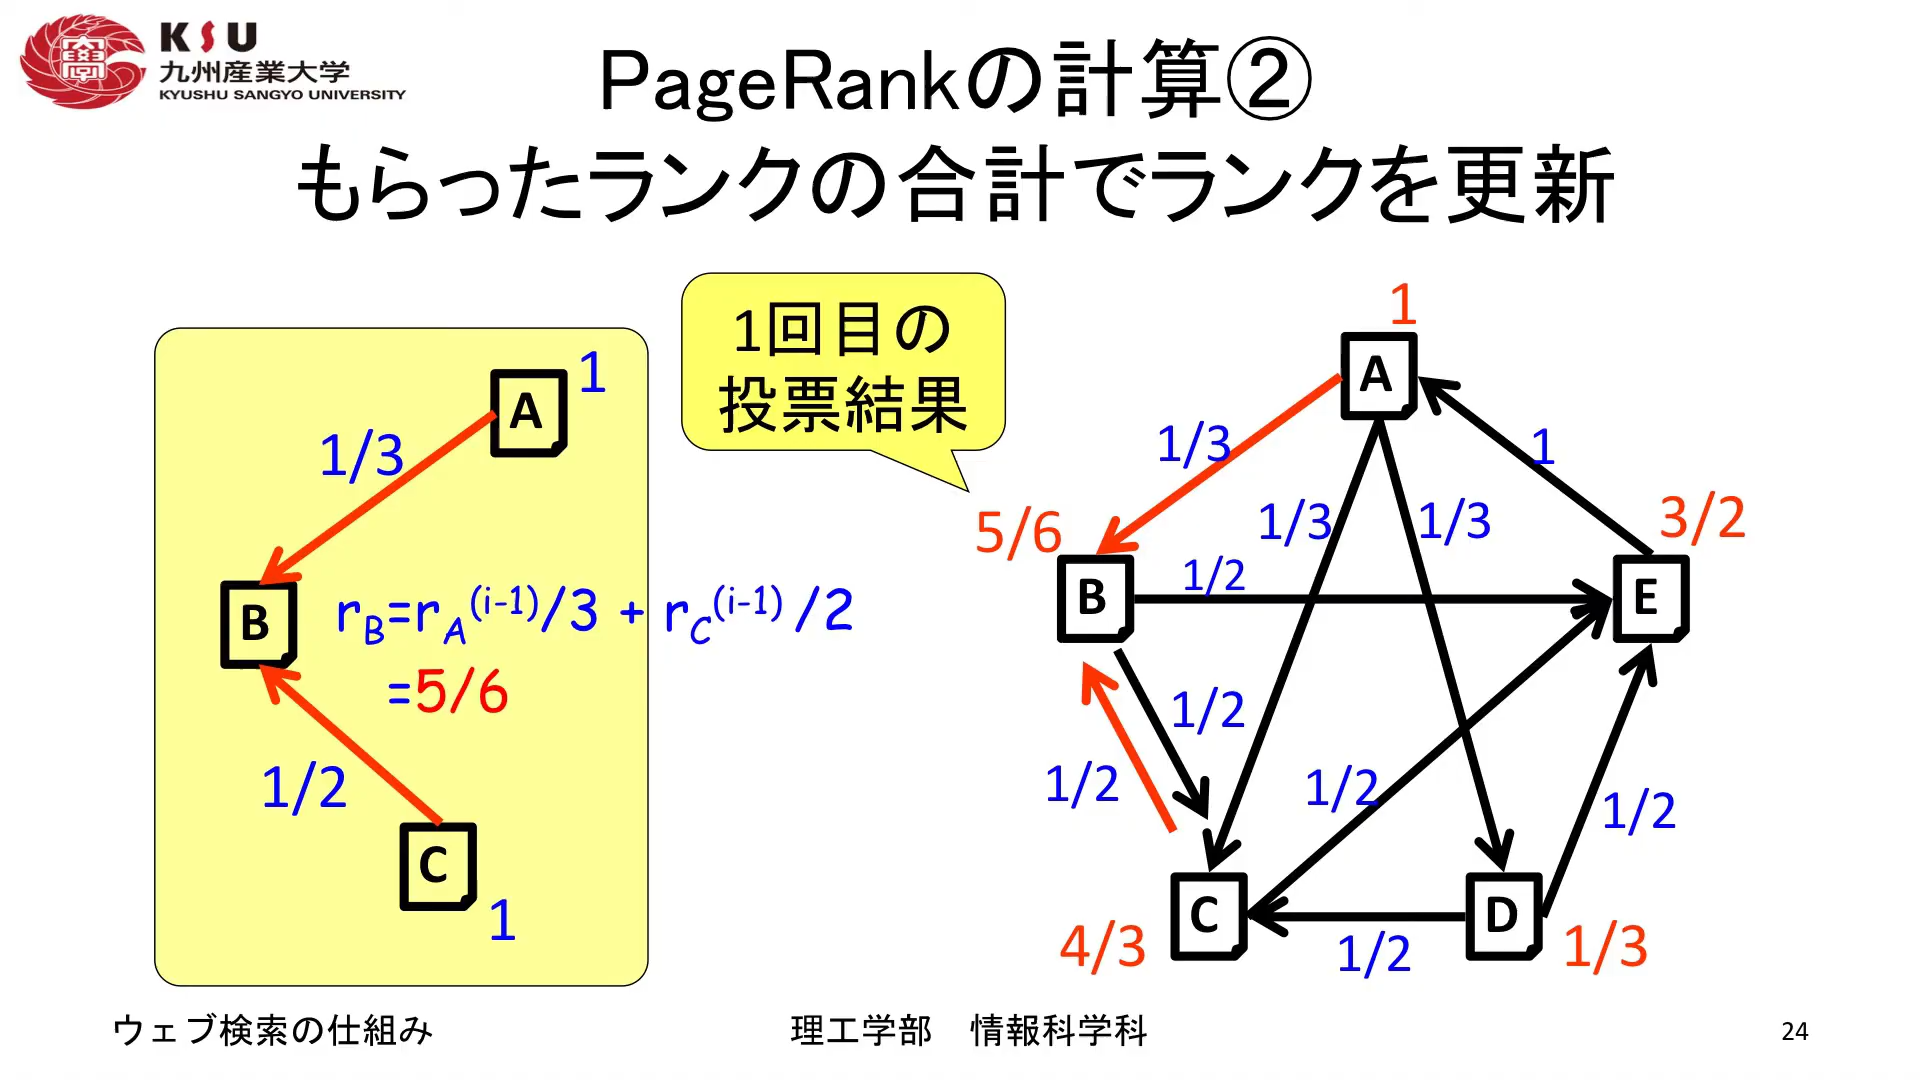 KSU
九州産業大学
KYUSHU SANGYO UNIVERSITY
PageRankの計算②
もらったランクの合計でランクを更新
A
1
1/3
B
rB=rA(i-1)/3 + rC(i-1) /2
=5/6
1/2
C
1
1回目の
投票結果
1
A
1/3
1
1/3
1/3
5/6
3/2
B
1/2
E
1/2
1/2
1/2
1/2
C
D
4/3
1/2
1/3
ウェブ検索の仕組み
理工学部　情報科学科
24